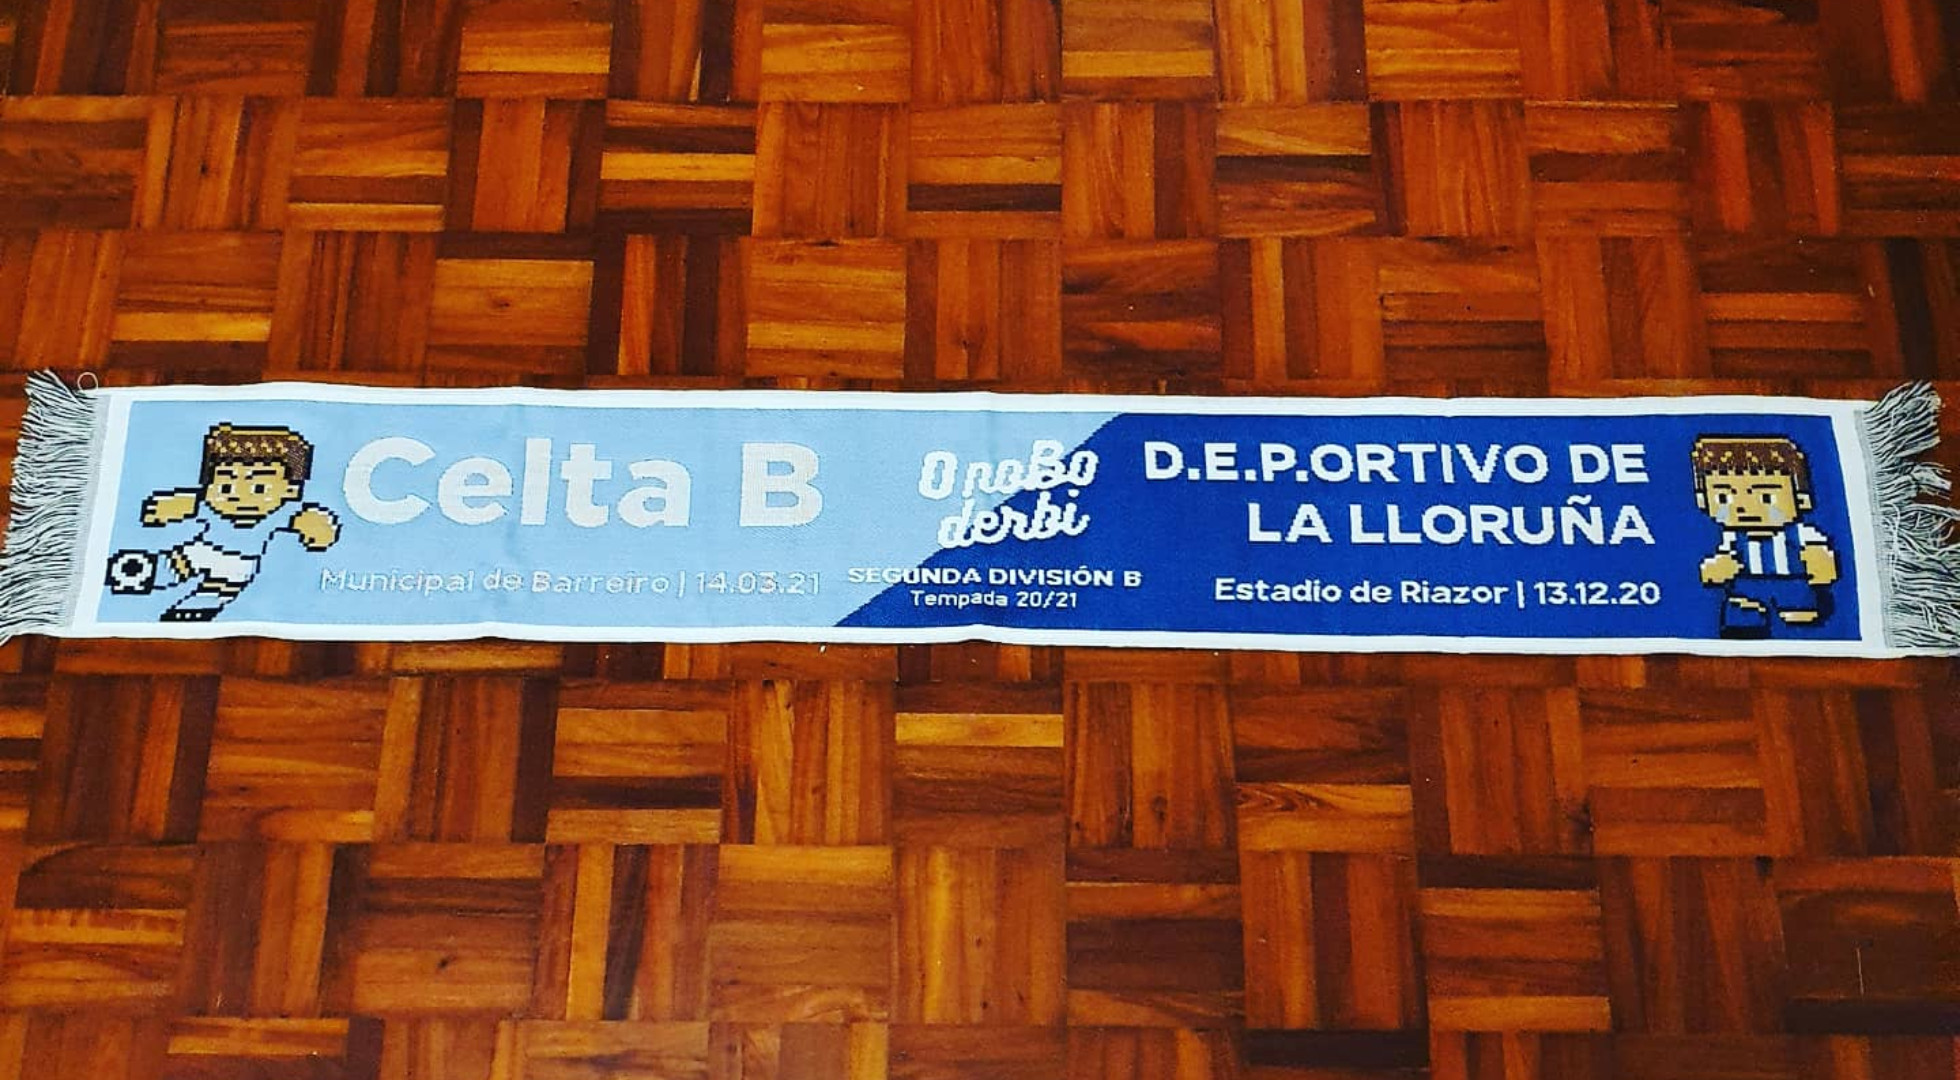 Celta B
Municipal de Barreiro | 14.03.21
O noBo
derbi
SEGUNDA DIVISIÓN B
Tempada 20/21
D.E.P.ORTIVO DE
LA LLORUÑA
Estadio de Riazor | 13.12.20